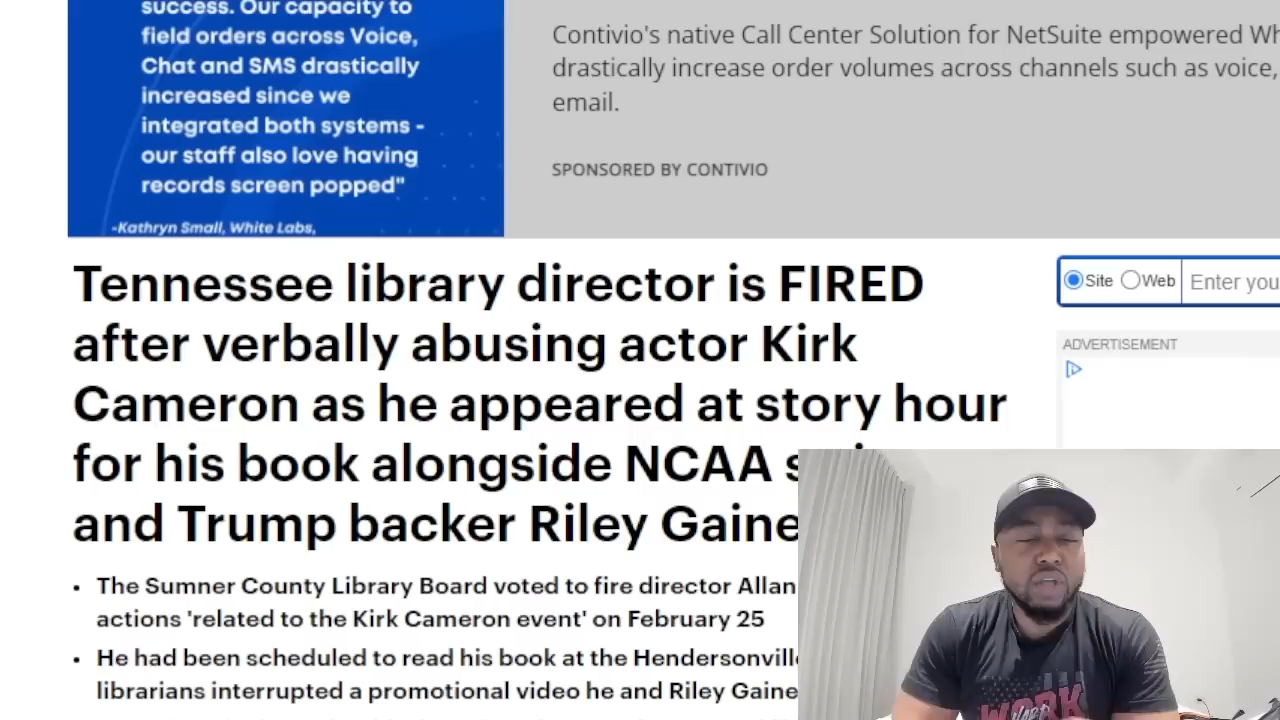 success. Our capacity to
field orders across Voice,
Chat and SMS drastically
increased since we
integrated both systems -
our staff also love having
records screen popped"
-Kathryn Small, White Labs,
Contivio's native Call Center Solution for NetSuite empowered
drastically increase order volumes across channels such as voice,
email.
SPONSORED BY CONTIVIO
Tennessee library director is FIRED
after verbally abusing actor Kirk
Cameron as he appeared at story hour
for his book alongside NCAA
and Trump backer Riley
Site Web Enter
ADVERTISEMENT
• The Sumner County Library Board voted to fire director Allan
actions 'related to the Kirk Cameron event' on February 25
• He had been scheduled to read his book at the
librarians interrupted a promotional video he and Riley
WORK